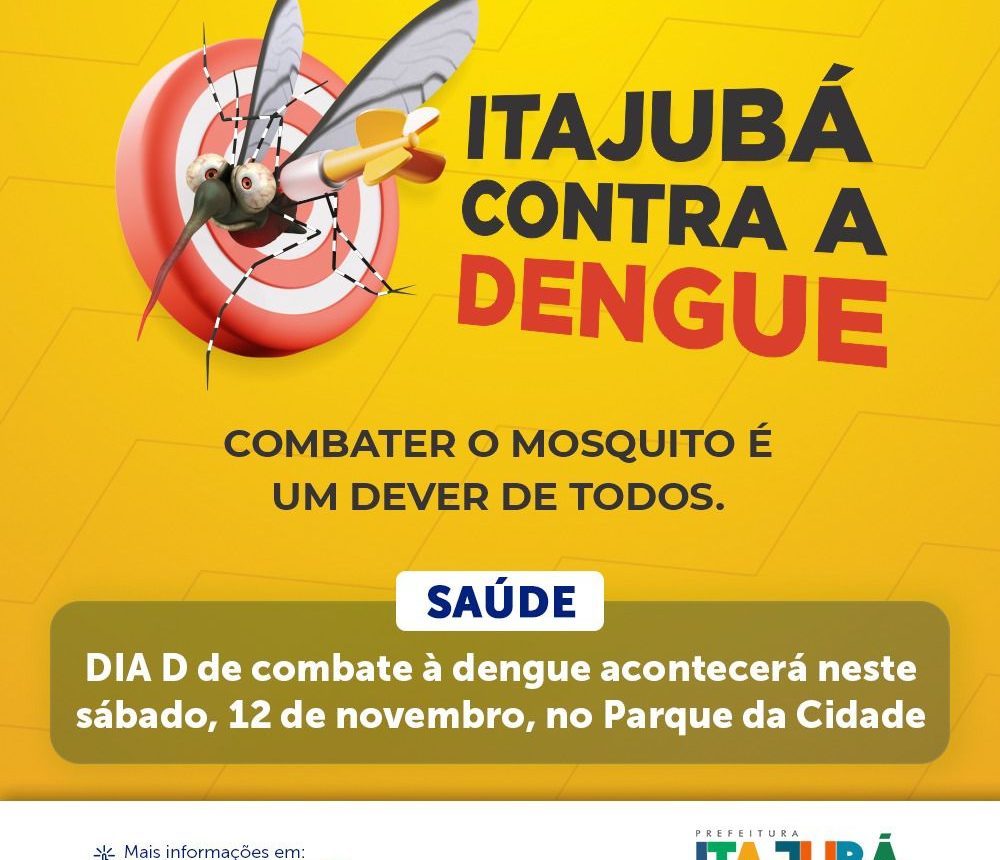 ITAJUBÁ
CONTRA A
DENGUE
COMBATER O MOSQUITO É
UM DEVER DE TODOS.
SAÚDE
DIA D de combate à dengue acontecerá neste
sábado, 12 de novembro, no Parque da Cidade
Mais informações em:
PREFEITURA
ITAJUBÁ